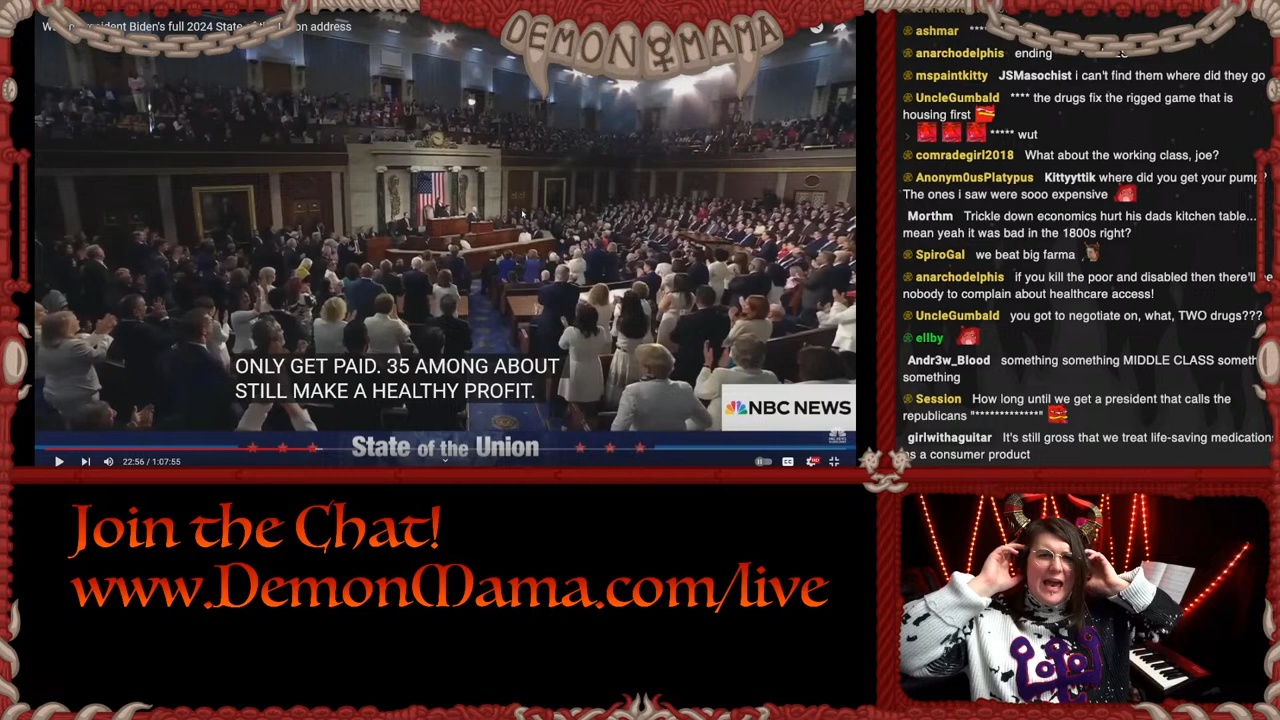 President Biden's full 2024 State
on address
DEMON MAMA
ONLY GET PAID. 35 AMONG ABOUT
STILL MAKE A HEALTHY PROFIT.
NBC NEWS
State of the Union
22:56 / 1:07:55
CC
HD
ashmar ****
anarchodelphis ending
mspaintkitty JSMasochist i can't find them where did they go
UncleGumbald **** the drugs fix the rigged game that is
housing first
***** wut
comradegirl2018 What about the working class, joe?
Anonym0usPlatypus Kittyyttik where did you get your pump?
The ones i saw were sooo expensive
Morthm Trickle down economics hurt his dads kitchen table...
mean yeah it was bad in the 1800s right?
SpiroGal we beat big farma
anarchodelphis if you kill the poor and disabled then there'll
nobody to complain about healthcare access!
UncleGumbald you got to negotiate on, what, TWO drugs???
ellby
Andr3w_Blood something something MIDDLE CLASS someth
something
Session How long until we get a president that calls the
republicans "*************"
girlwithaguitar It's still gross that we treat life-saving medication
as a consumer product
Join the Chat!
www.DemonMama.com/live